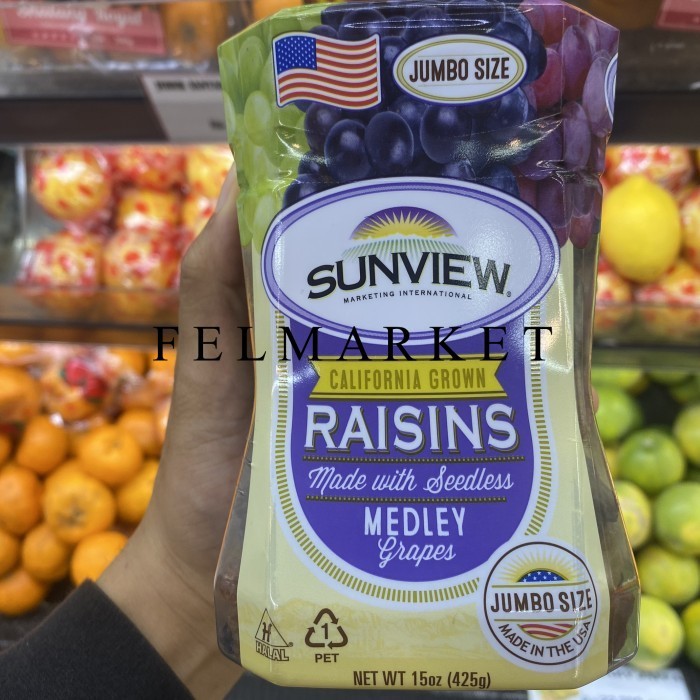 JUMBO SIZE
SUNVIEW®
MARKETING INTERNATIONAL
FELMARKET
CALIFORNIA GROWN
RAISINS
Made with Seedless
MEDLEY
Grapes
JUMBO SIZE
MADE IN THE USA
H
HALAL
1
PET
NET WT 15oz (425g)